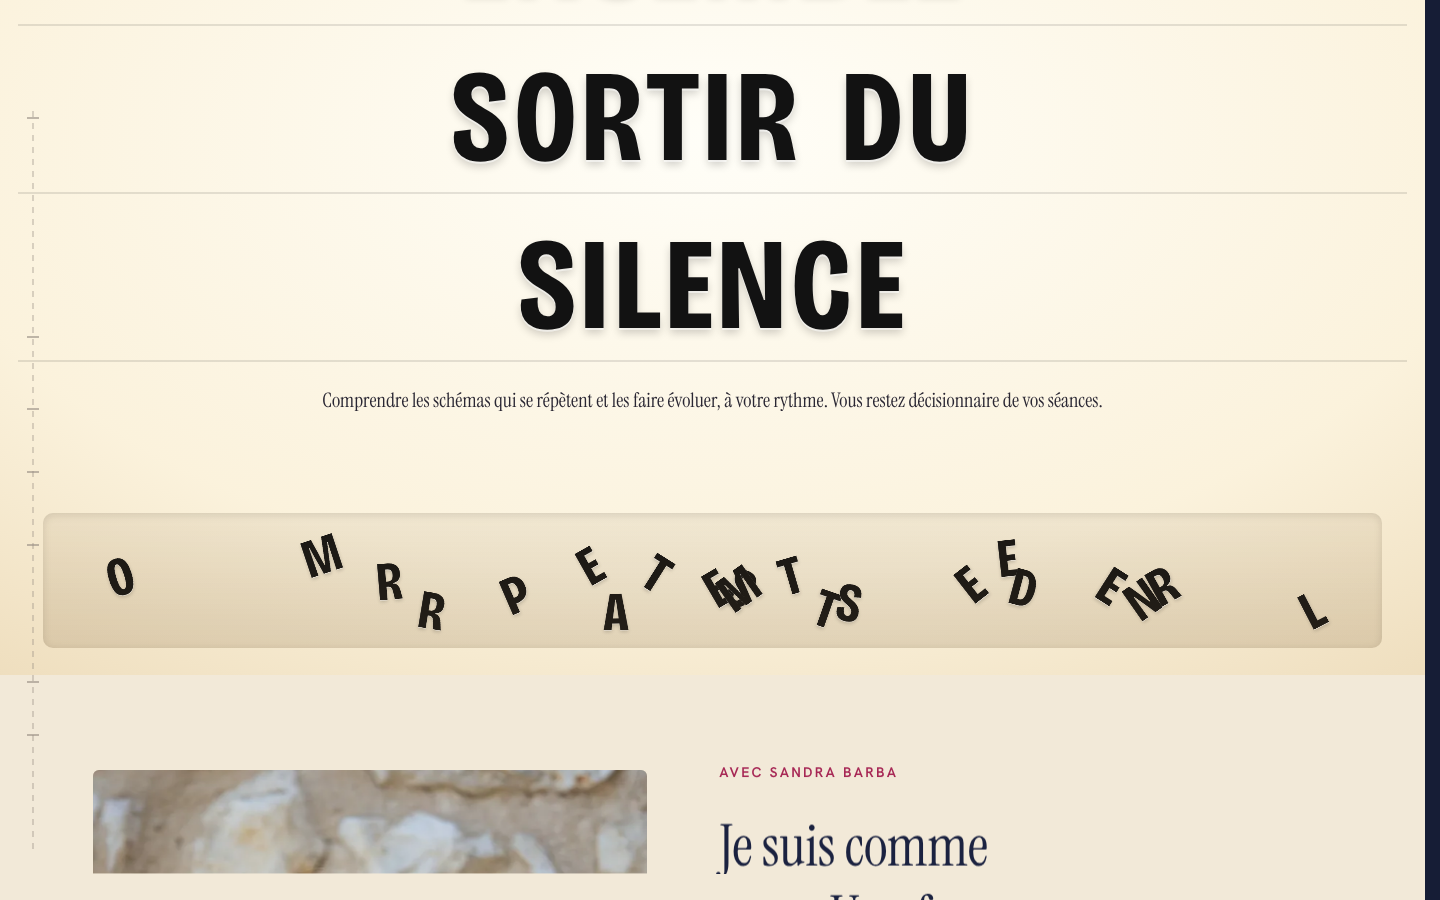 SORTIR DU
SILENCE
Comprendre les schémas qui se répètent et les faire évoluer, à votre rythme. Vous restez décisionnaire de vos séances.
O M R R P E A T E M T T S E E D E N R L
AVEC SANDRA BARBA
Je suis comme